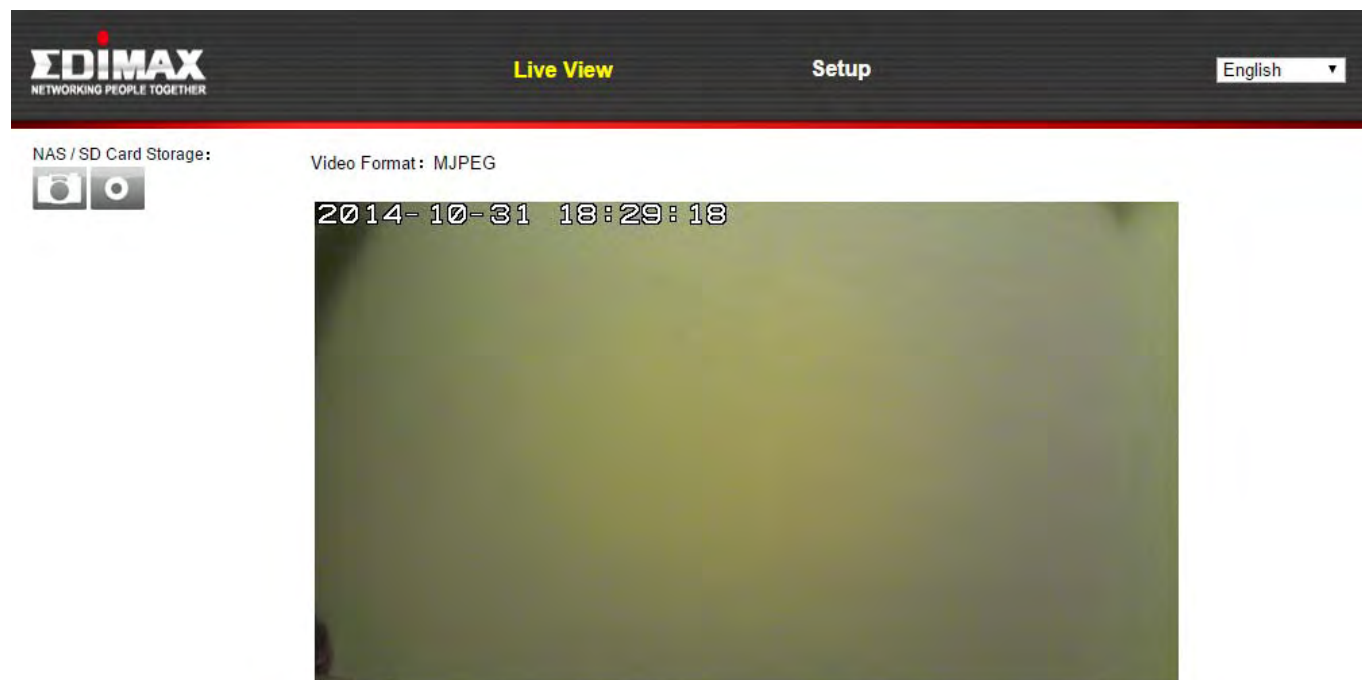 EDIMAX
NETWORKING PEOPLE TOGETHER
Live View
Setup
English
NAS / SD Card Storage:
Video Format: MJPEG
2014-10-31 18:29:18